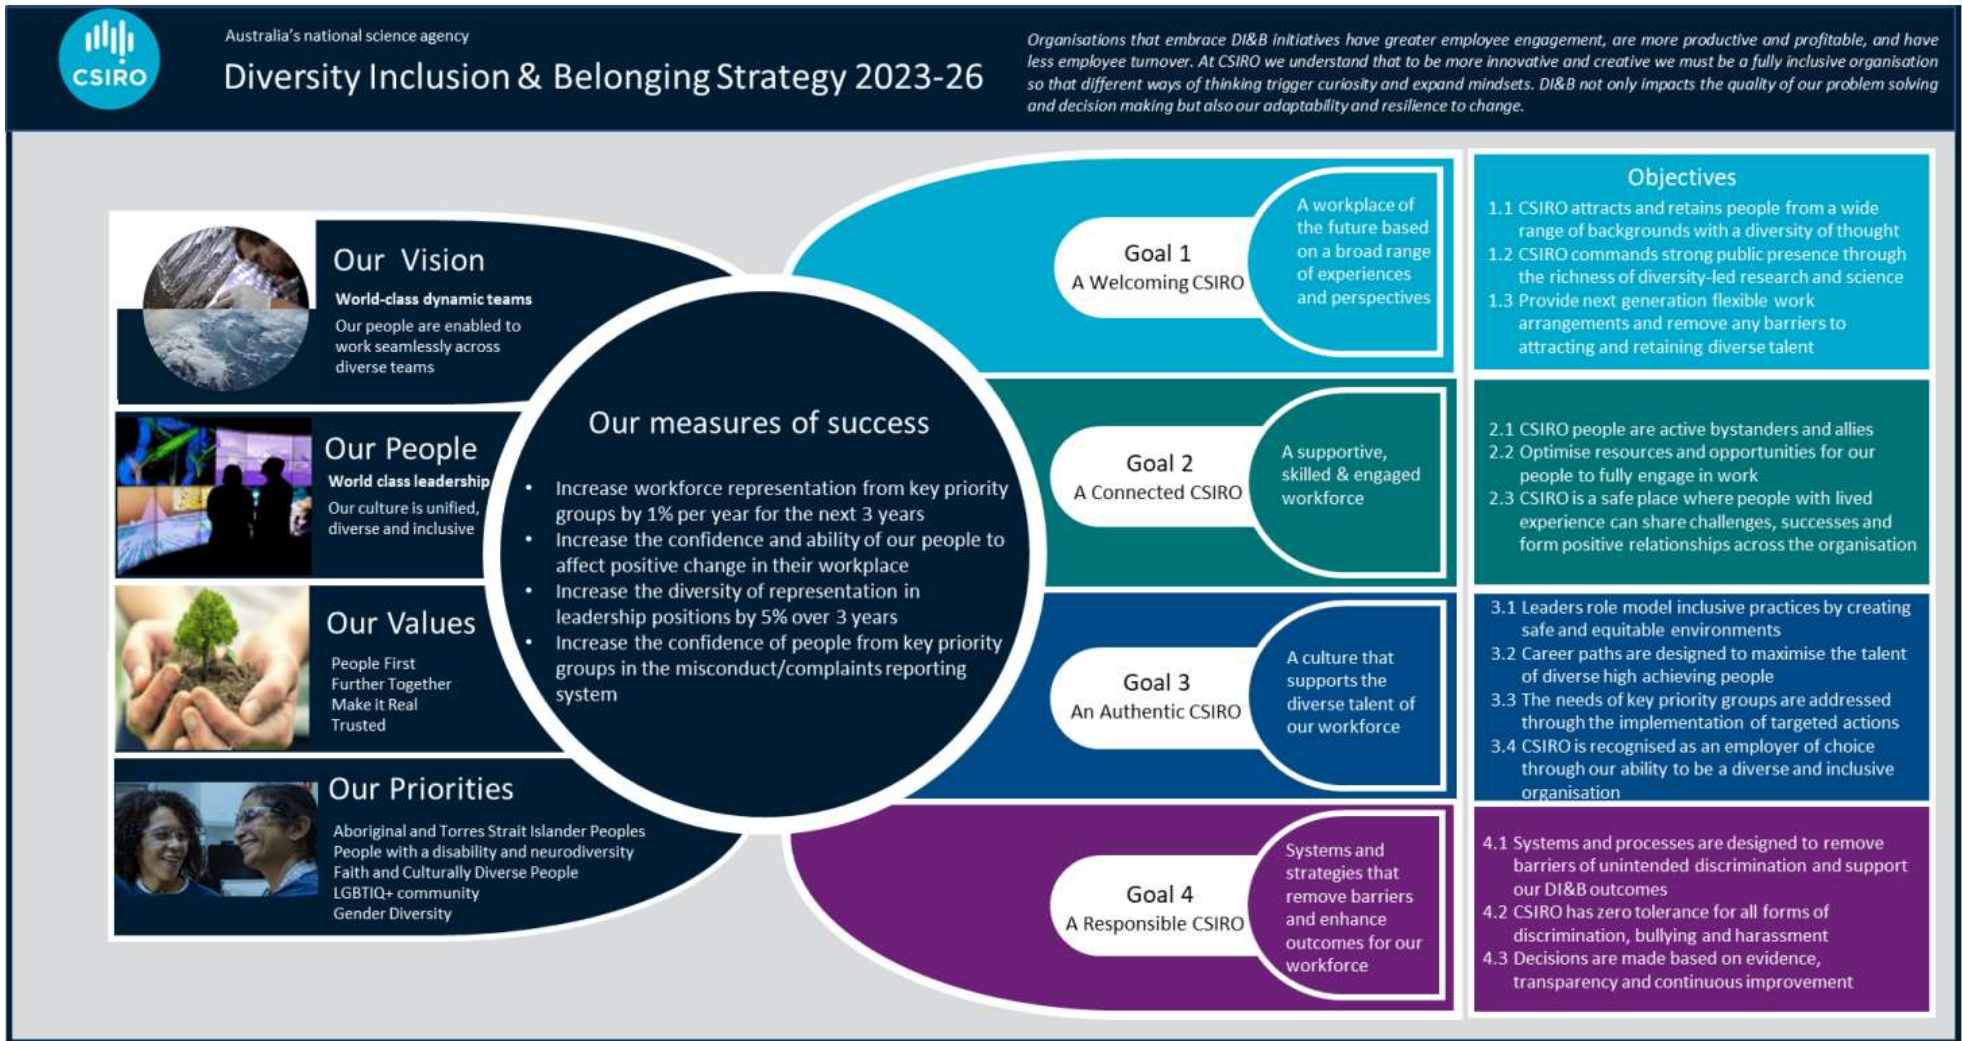 CSIRO
Australia's national science agency
Diversity Inclusion & Belonging Strategy 2023-26
Organisations that embrace DI&B initiatives have greater employee engagement, are more productive and profitable, and have
less employee turnover. At CSIRO we understand that to be more innovative and creative we must be a fully inclusive organisation
so that different ways of thinking trigger curiosity and expand mindsets. DI&B not only impacts the quality of our problem solving
and decision making but also our adaptability and resilience to change.
Our Vision
World-class dynamic teams
Our people are enabled to
work seamlessly across
diverse teams
Our People
World class leadership
Our culture is unified,
diverse and inclusive
Our Values
People First
Further Together
Make it Real
Trusted
Our Priorities
Aboriginal and Torres Strait Islander Peoples
People with a disability and neurodiversity
Faith and Culturally Diverse People
LGBTIQ+ community
Gender Diversity
Our measures of success
• Increase workforce representation from key priority
groups by 1% per year for the next 3 years
• Increase the confidence and ability of our people to
affect positive change in their workplace
• Increase the diversity of representation in
leadership positions by 5% over 3 years
• Increase the confidence of people from key priority
groups in the misconduct/complaints reporting
system
Goal 1
A Welcoming CSIRO
A workplace of
the future based
on a broad range
of experiences
and perspectives
Objectives
1.1 CSIRO attracts and retains people from a wide
range of backgrounds with a diversity of thought
1.2 CSIRO commands strong public presence through
the richness of diversity-led research and science
1.3 Provide next generation flexible work
arrangements and remove any barriers to
attracting and retaining diverse talent
Goal 2
A Connected CSIRO
A supportive,
skilled & engaged
workforce
2.1 CSIRO people are active bystanders and allies
2.2 Optimise resources and opportunities for our
people to fully engage in work
2.3 CSIRO is a safe place where people with lived
experience can share challenges, successes and
form positive relationships across the organisation
Goal 3
An Authentic CSIRO
A culture that
supports the
diverse talent of
our workforce
3.1 Leaders role model inclusive practices by creating
safe and equitable environments
3.2 Career paths are designed to maximise the talent
of diverse high achieving people
3.3 The needs of key priority groups are addressed
through the implementation of targeted actions
3.4 CSIRO is recognised as an employer of choice
through our ability to be a diverse and inclusive
organisation
Goal 4
A Responsible CSIRO
Systems and
strategies that
remove barriers
and enhance
outcomes for our
workforce
4.1 Systems and processes are designed to remove
barriers of unintended discrimination and support
our DI&B outcomes
4.2 CSIRO has zero tolerance for all forms of
discrimination, bullying and harassment
4.3 Decisions are made based on evidence,
transparency and continuous improvement